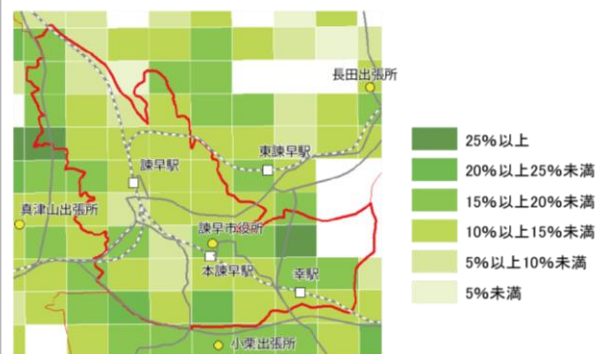 長田出張所
東諫早駅
諫早駅
真津山出張所
諫早市役所
本諫早駅
幸駅
小栗出張所
25%以上
20%以上25%未満
15%以上20%未満
10%以上15%未満
5%以上10%未満
5%未満